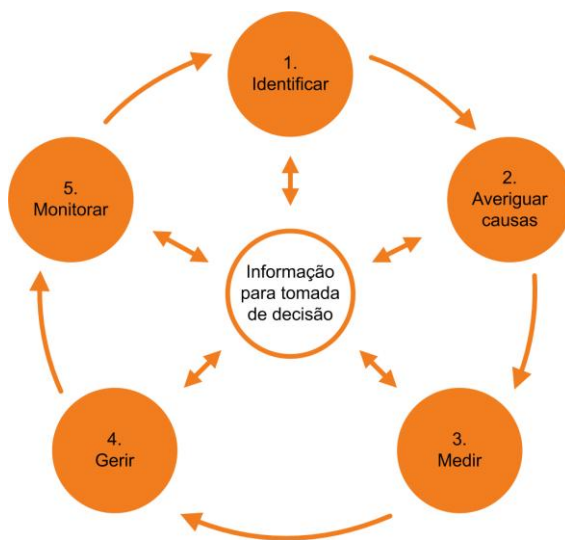 1.
Identificar
2.
Averiguar
causas
3.
Medir
4.
Gerir
5.
Monitorar
Informação
para tomada
de decisão